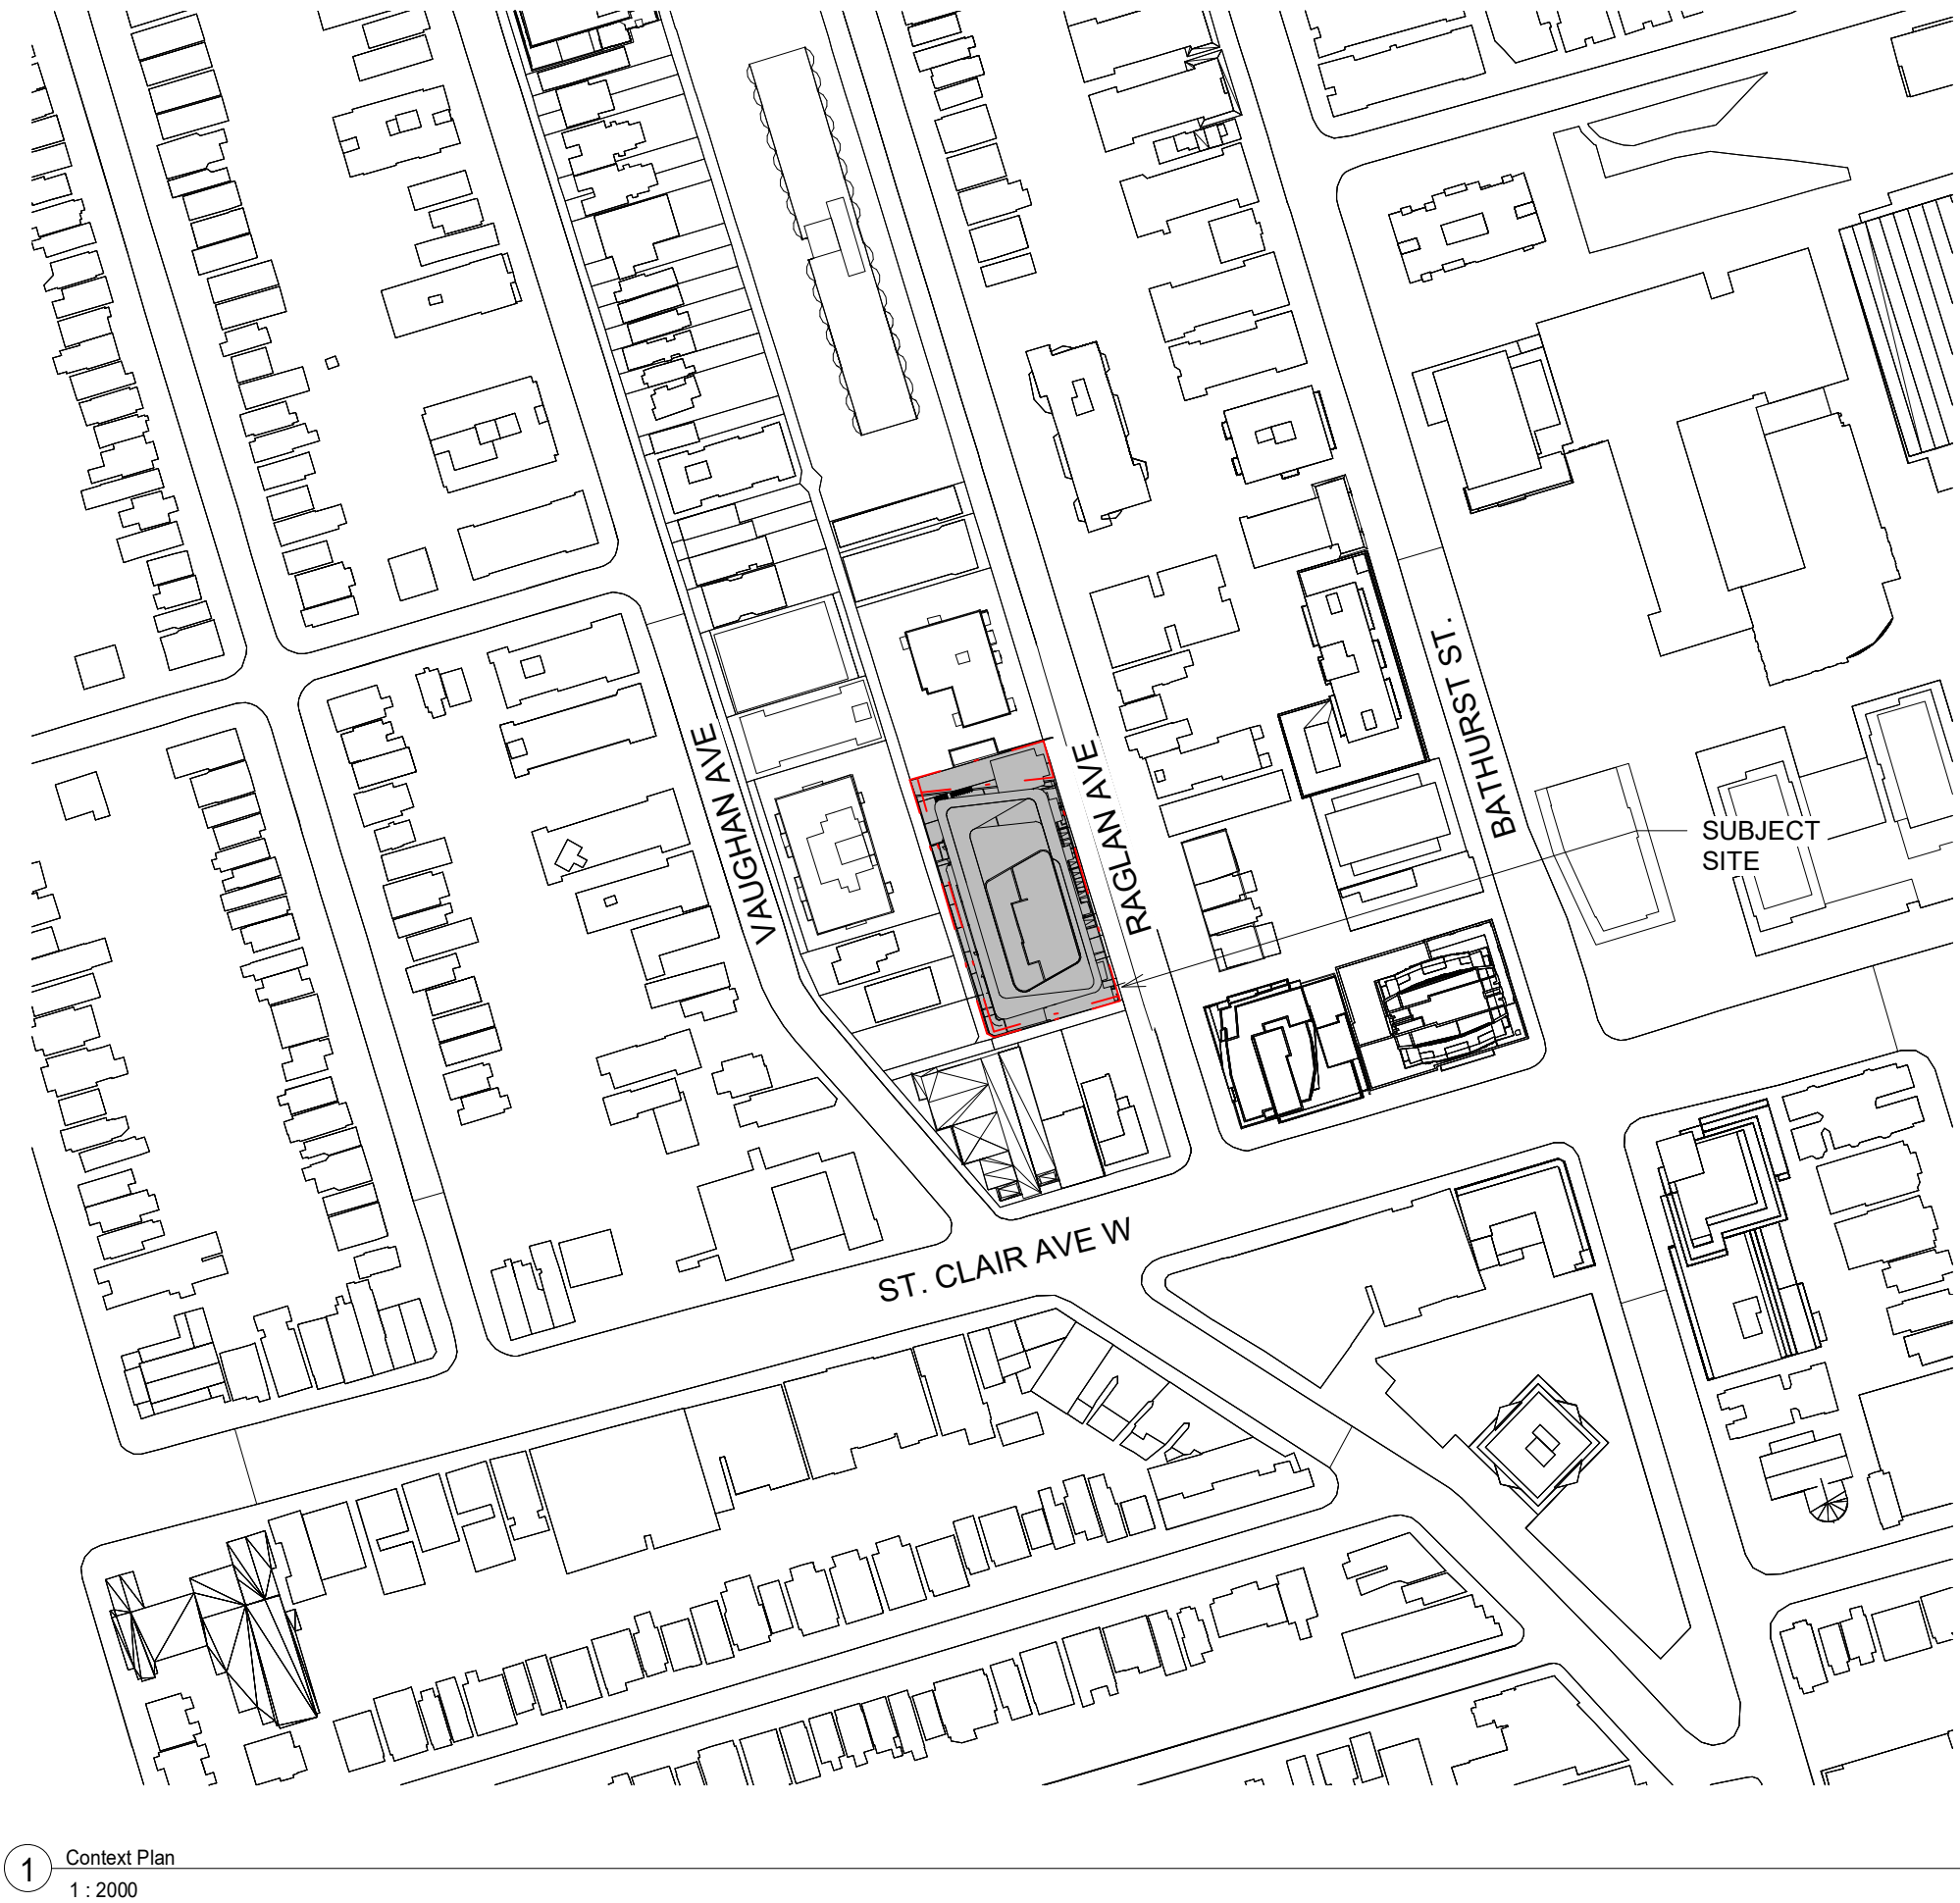 VAUGHAN AVE
RAGLAN AVE
BATHURST ST.
SUBJECT
SITE
ST. CLAIR AVE W
1
Context Plan
1 : 2000